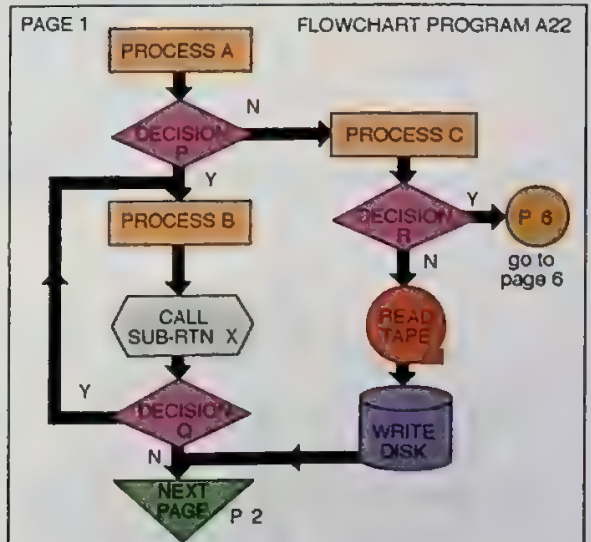 PAGE 1
FLOWCHART PROGRAM A22
PROCESS A
N
DECISION
P
PROCESS C
Y
PROCESS B
DECISION
R
Y
P 6
go to
page 6
N
CALL
SUB-RTN X
READ
TAPE
Y
DECISION
Q
WRITE
DISK
N
NEXT
PAGE
P 2